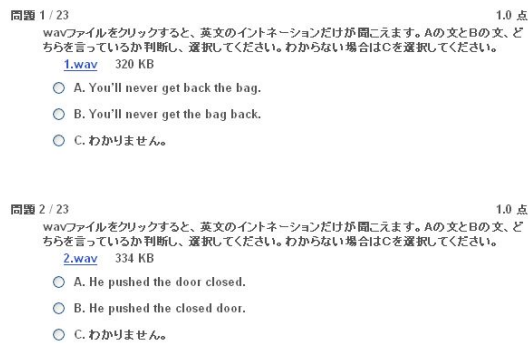 問題 1 / 23 1.0 点
wavファイルをクリックすると、英文のイントネーションだけが聞こえます。Aの文とBの文、ど
ちらを言っているか判断し、選択してください。わからない場合はCを選択してください。
1.wav 320 KB
A. You'll never get back the bag.
B. You'll never get the bag back.
C. わかりません。
問題 2 / 23 1.0 点
wavファイルをクリックすると、英文のイントネーションだけが聞こえます。Aの文とBの文、ど
ちらを言っているか判断し、選択してください。わからない場合はCを選択してください。
2.wav 334 KB
A. He pushed the door closed.
B. He pushed the closed door.
C. わかりません。